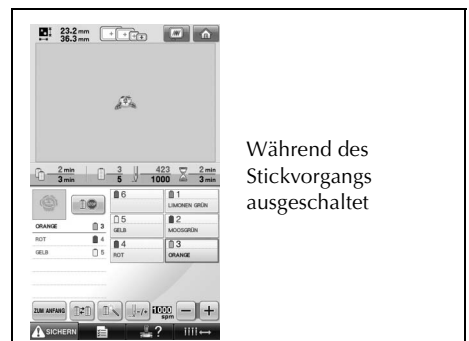 23.2 mm
36.3 mm
2 min
3 min
3
5
423
1000
2 min
3 min
6
1
LIMONEN GRÜN
5
GELB
2
MOOSGRÜN
4
ROT
3
ORANGE
ORANGE 3
ROT 4
GELB 5
ZUM ANFANG
1000
spm
SICHERN
?
Während des
Stickvorgangs
ausgeschaltet